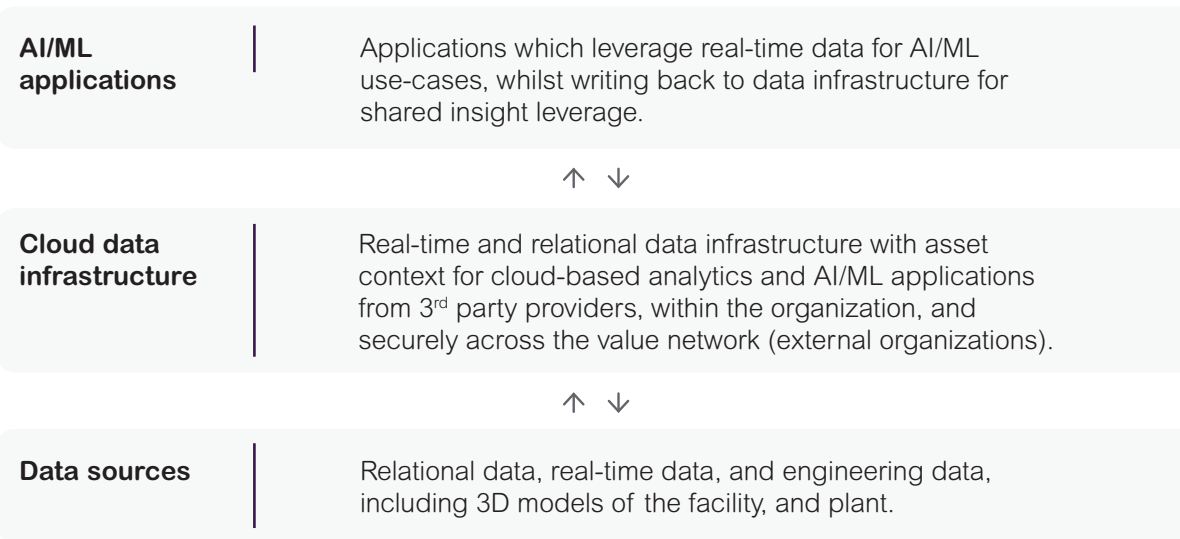 AI/ML
applications
Applications which leverage real-time data for AI/ML
use-cases, whilst writing back to data infrastructure for
shared insight leverage.
↑ ↓
Cloud data
infrastructure
Real-time and relational data infrastructure with asset
context for cloud-based analytics and AI/ML applications
from 3rd party providers, within the organization, and
securely across the value network (external organizations).
↑ ↓
Data sources
Relational data, real-time data, and engineering data,
including 3D models of the facility, and plant.